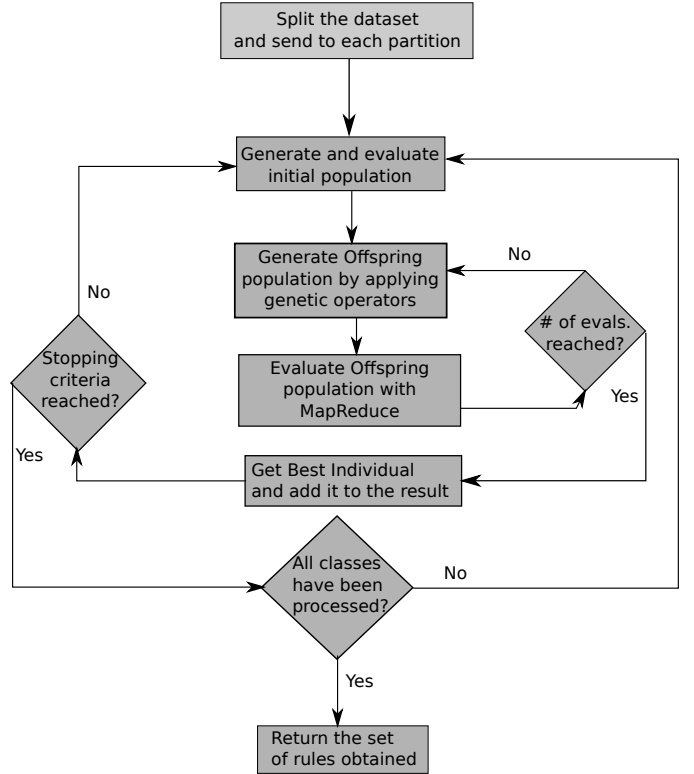 Split the dataset
and send to each partition
Generate and evaluate
initial population
Generate Offspring
population by applying
genetic operators
No
# of evals.
reached?
Yes
Evaluate Offspring
population with
MapReduce
No
Stopping
criteria
reached?
Yes
Get Best Individual
and add it to the result
All classes
have been
processed?
No
Yes
Return the set
of rules obtained